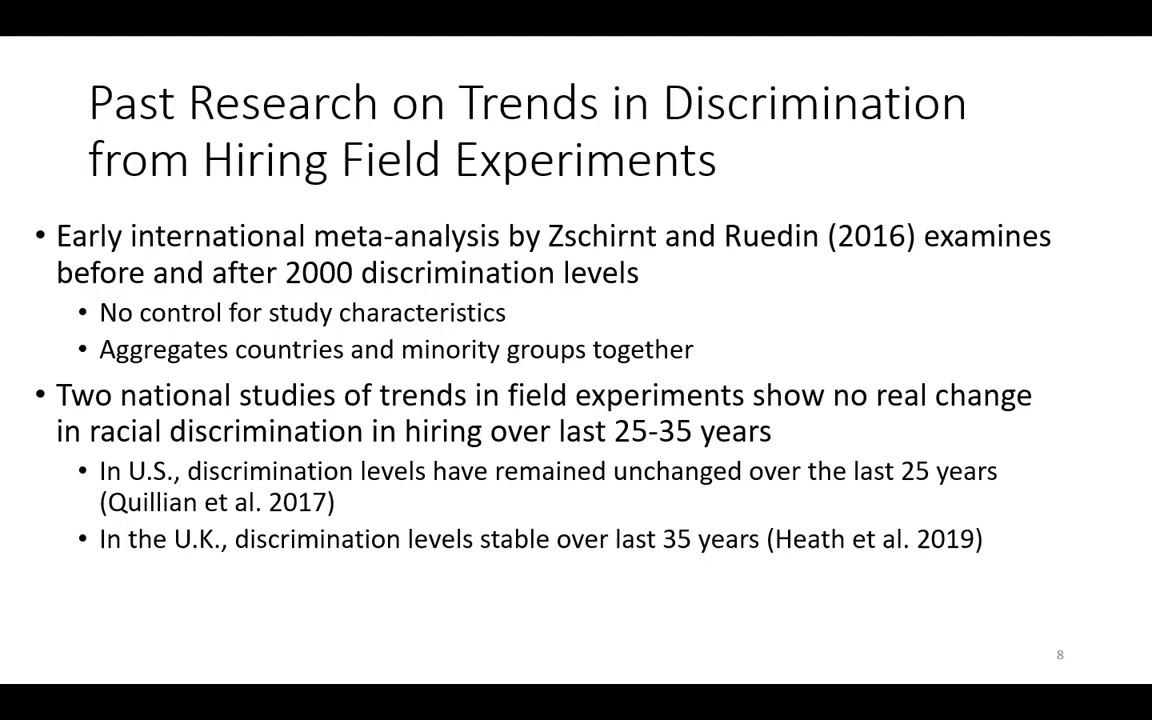 Past Research on Trends in Discrimination
from Hiring Field Experiments
• Early international meta-analysis by Zschirnt and Ruedin (2016) examines
before and after 2000 discrimination levels
• No control for study characteristics
• Aggregates countries and minority groups together
• Two national studies of trends in field experiments show no real change
in racial discrimination in hiring over last 25-35 years
• In U.S., discrimination levels have remained unchanged over the last 25 years
(Quillian et al. 2017)
• In the U.K., discrimination levels stable over last 35 years (Heath et al. 2019)
8